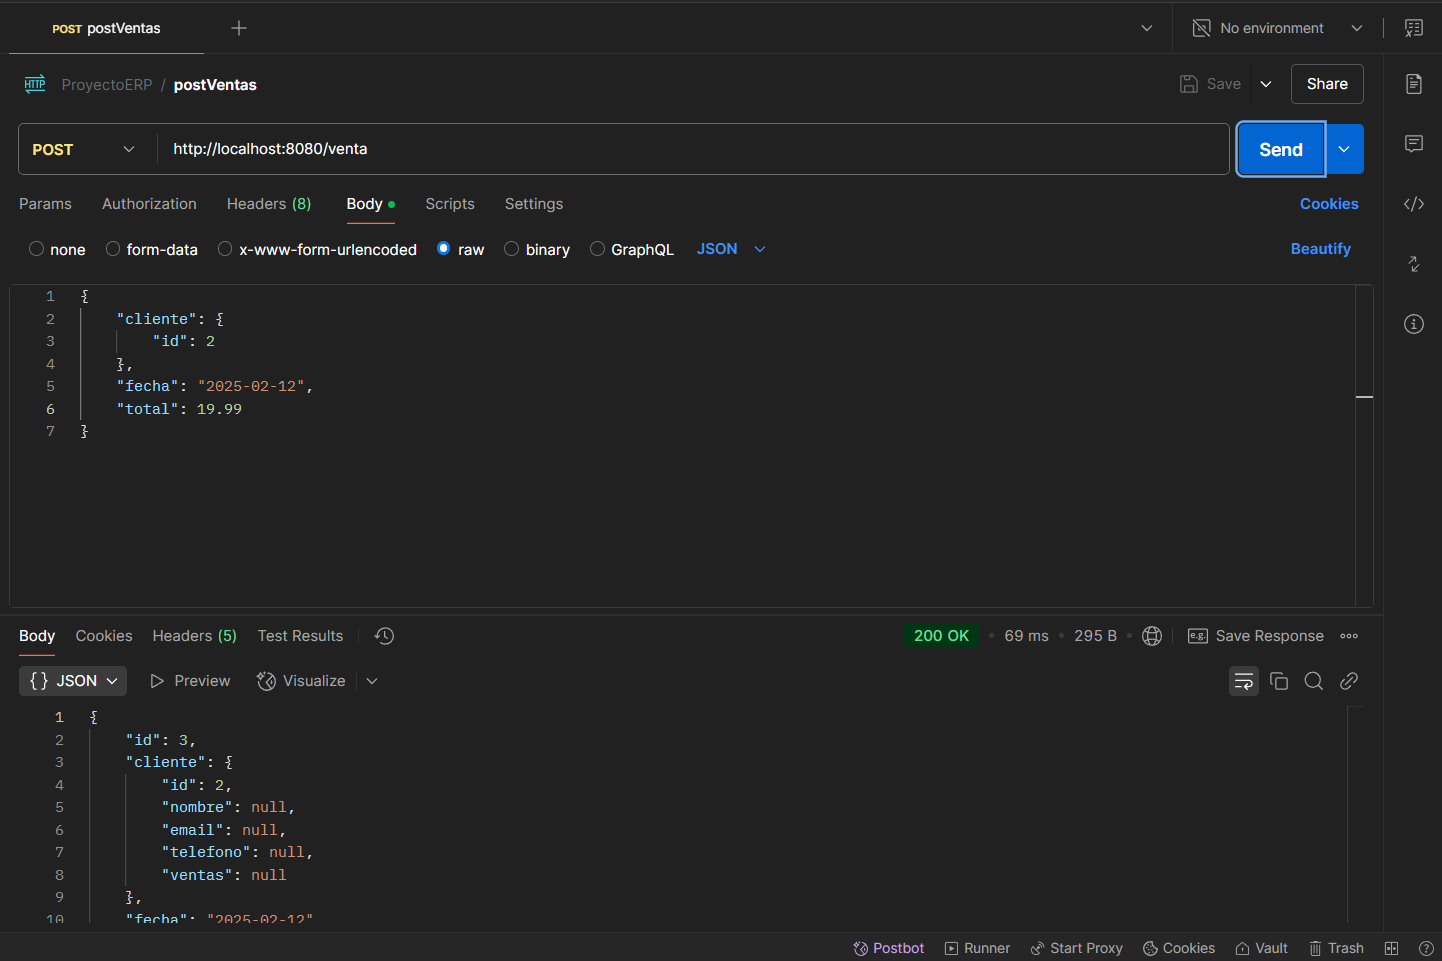 POST postVentas
No environment
HTTP ProyectoERP / postVentas
Save
Share
POST
http://localhost:8080/venta
Send
Params Authorization Headers (8) Body Scripts Settings
Cookies
none form-data x-www-form-urlencoded raw binary GraphQL JSON
Beautify
1 {
2 "cliente": {
3 "id": 2
4 },
5 "fecha": "2025-02-12",
6 "total": 19.99
7 }
Body Cookies Headers (5) Test Results
200 OK • 69 ms • 295 B •
e.g. Save Response
{} JSON Preview Visualize
1 {
2 "id": 3,
3 "cliente": {
4 "id": 2,
5 "nombre": null,
6 "email": null,
7 "telefono": null,
8 "ventas": null
9 },
10 "fecha": "2025-02-12"
Postbot Runner Start Proxy Cookies Vault Trash